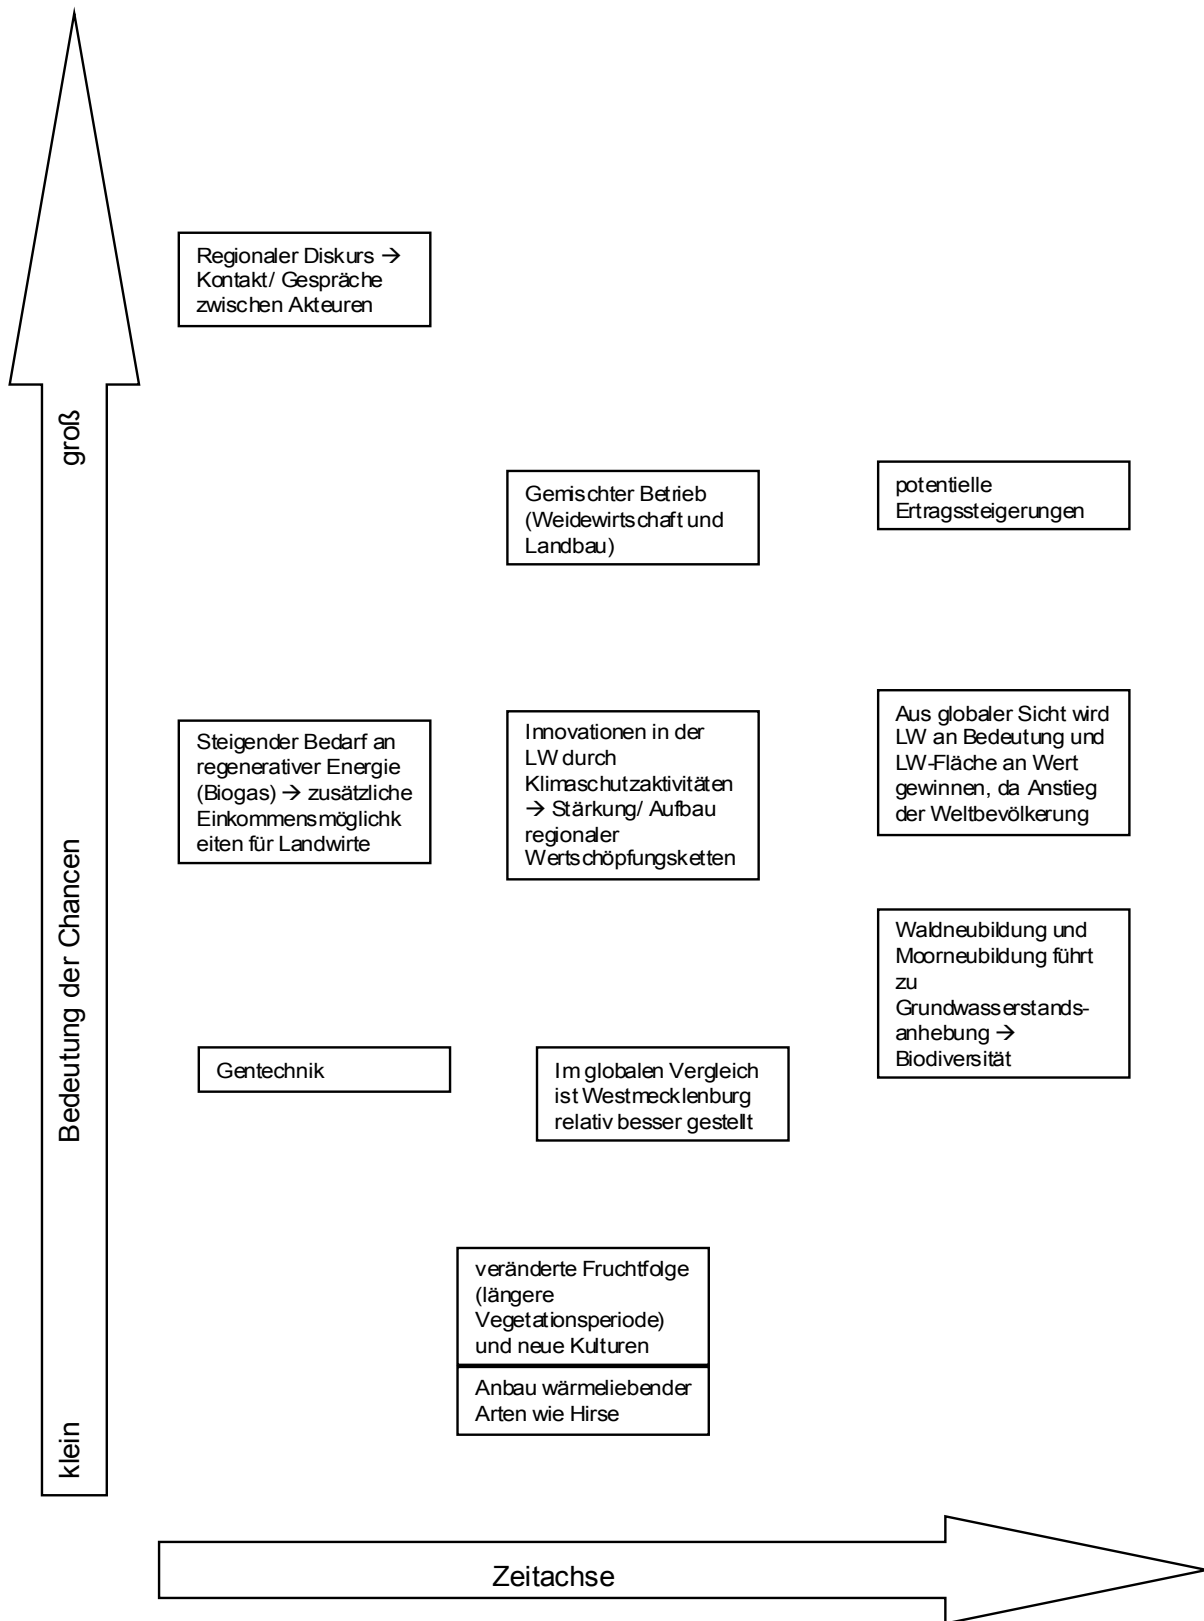 Regionaler Diskurs →
Kontakt/ Gespräche
zwischen Akteuren
groß
Gemischter Betrieb
(Weidewirtschaft und
Landbau)
potentielle
Ertragssteigerungen
Steigender Bedarf an
regenerativer Energie
(Biogas) → zusätzliche
Einkommensmöglichk
eiten für Landwirte
Innovationen in der
LW durch
Klimaschutzaktivitäten
→ Stärkung/ Aufbau
regionaler
Wertschöpfungsketten
Aus globaler Sicht wird
LW an Bedeutung und
LW-Fläche an Wert
gewinnen, da Anstieg
der Weltbevölkerung
Bedeutung der Chancen
Waldneubildung und
Moorneubildung führt
zu
Grundwasserstands-
anhebung →
Biodiversität
Gentechnik
Im globalen Vergleich
ist Westmecklenburg
relativ besser gestellt
veränderte Fruchtfolge
(längere
Vegetationsperiode)
und neue Kulturen
Anbau wärmeliebender
Arten wie Hirse
klein
Zeitachse